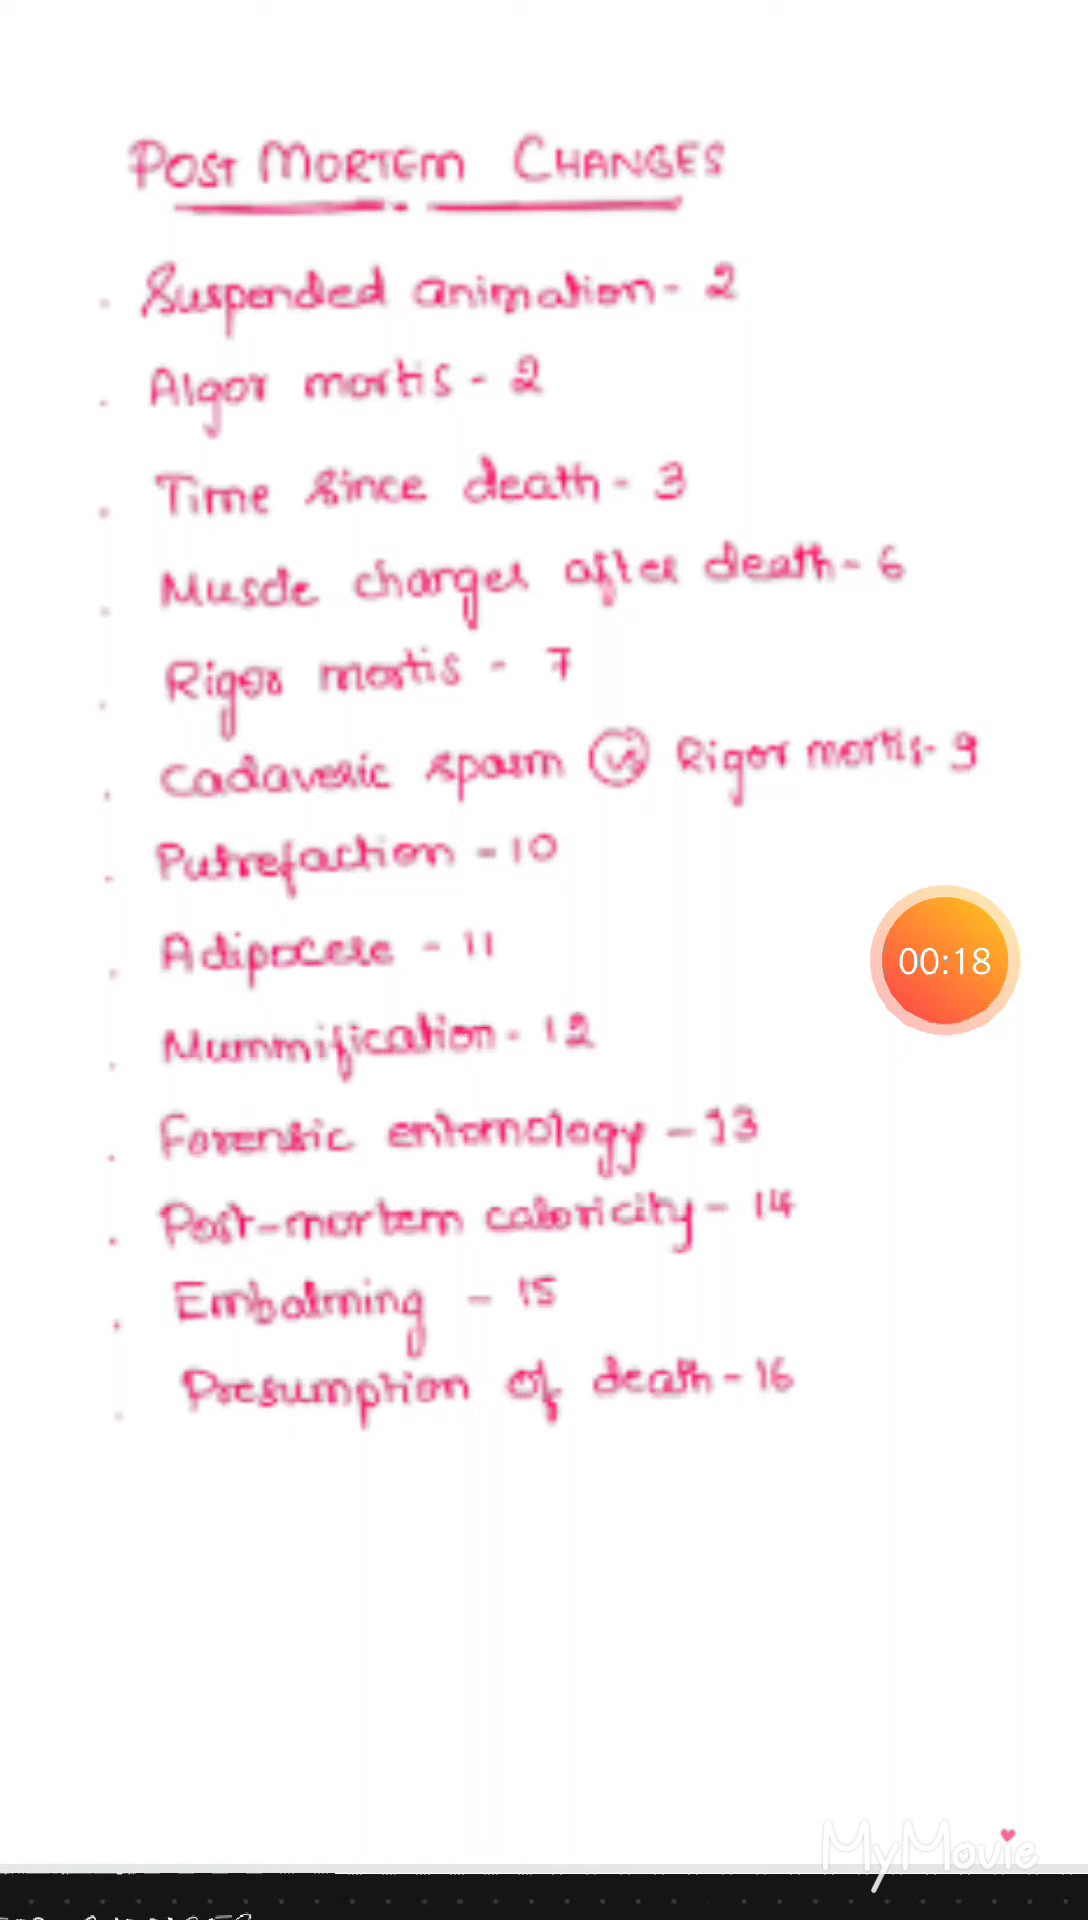 POST MORTEM CHANGES
Suspended animation - 2
Algor mortis - 2
Time since death - 3
Muscle changes after death - 6
Rigor mortis - 7
Cadaveric spasm vs Rigor mortis - 9
Putrefaction - 10
Adipocere - 11
Mummification - 12
Forensic entomology - 13
Post-mortem caloricity - 14
Embalming - 15
Presumption of death - 16
00:18
MyMovie